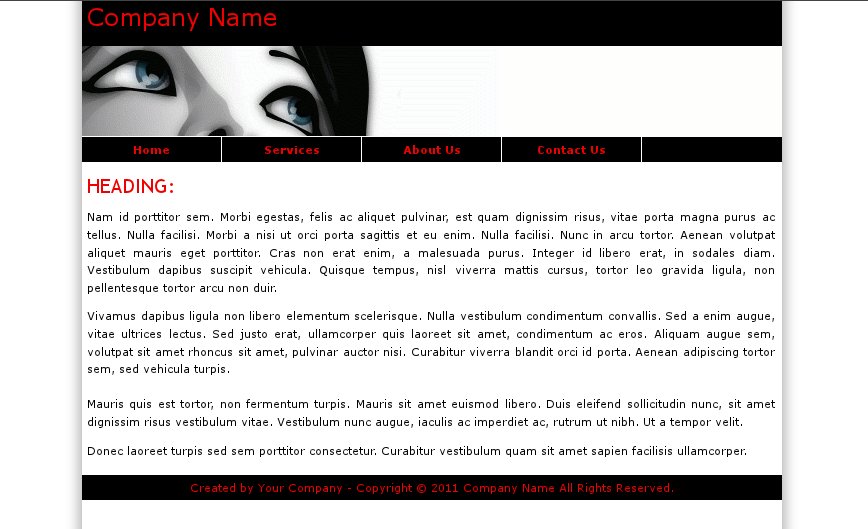 Company Name
Home Services About Us Contact Us
HEADING:
Nam id porttitor sem. Morbi egestas, felis ac aliquet pulvinar, est quam dignissim risus, vitae porta magna purus ac
tellus. Nulla facilisi. Morbi a nisi ut orci porta sagittis et eu enim. Nulla facilisi. Nunc in arcu tortor. Aenean volutpat
aliquet mauris eget porttitor. Cras non erat enim, a malesuada purus. Integer id libero erat, in sodales diam.
Vestibulum dapibus suscipit vehicula. Quisque tempus, nisl viverra mattis cursus, tortor leo gravida ligula, non
pellentesque tortor arcu non duir.
Vivamus dapibus ligula non libero elementum scelerisque. Nulla vestibulum condimentum convallis. Sed a enim augue,
vitae ultrices lectus. Sed justo erat, ullamcorper quis laoreet sit amet, condimentum ac eros. Aliquam augue sem,
volutpat sit amet rhoncus sit amet, pulvinar auctor nisi. Curabitur viverra blandit orci id porta. Aenean adipiscing tortor
sem, sed vehicula turpis.
Mauris quis est tortor, non fermentum turpis. Mauris sit amet euismod libero. Duis eleifend sollicitudin nunc, sit amet
dignissim risus vestibulum vitae. Vestibulum nunc augue, iaculis ac imperdiet ac, rutrum ut nibh. Ut a tempor velit.
Donec laoreet turpis sed sem porttitor consectetur. Curabitur vestibulum quam sit amet sapien facilisis ullamcorper.
Created by Your Company - Copyright © 2011 Company Name All Rights Reserved.